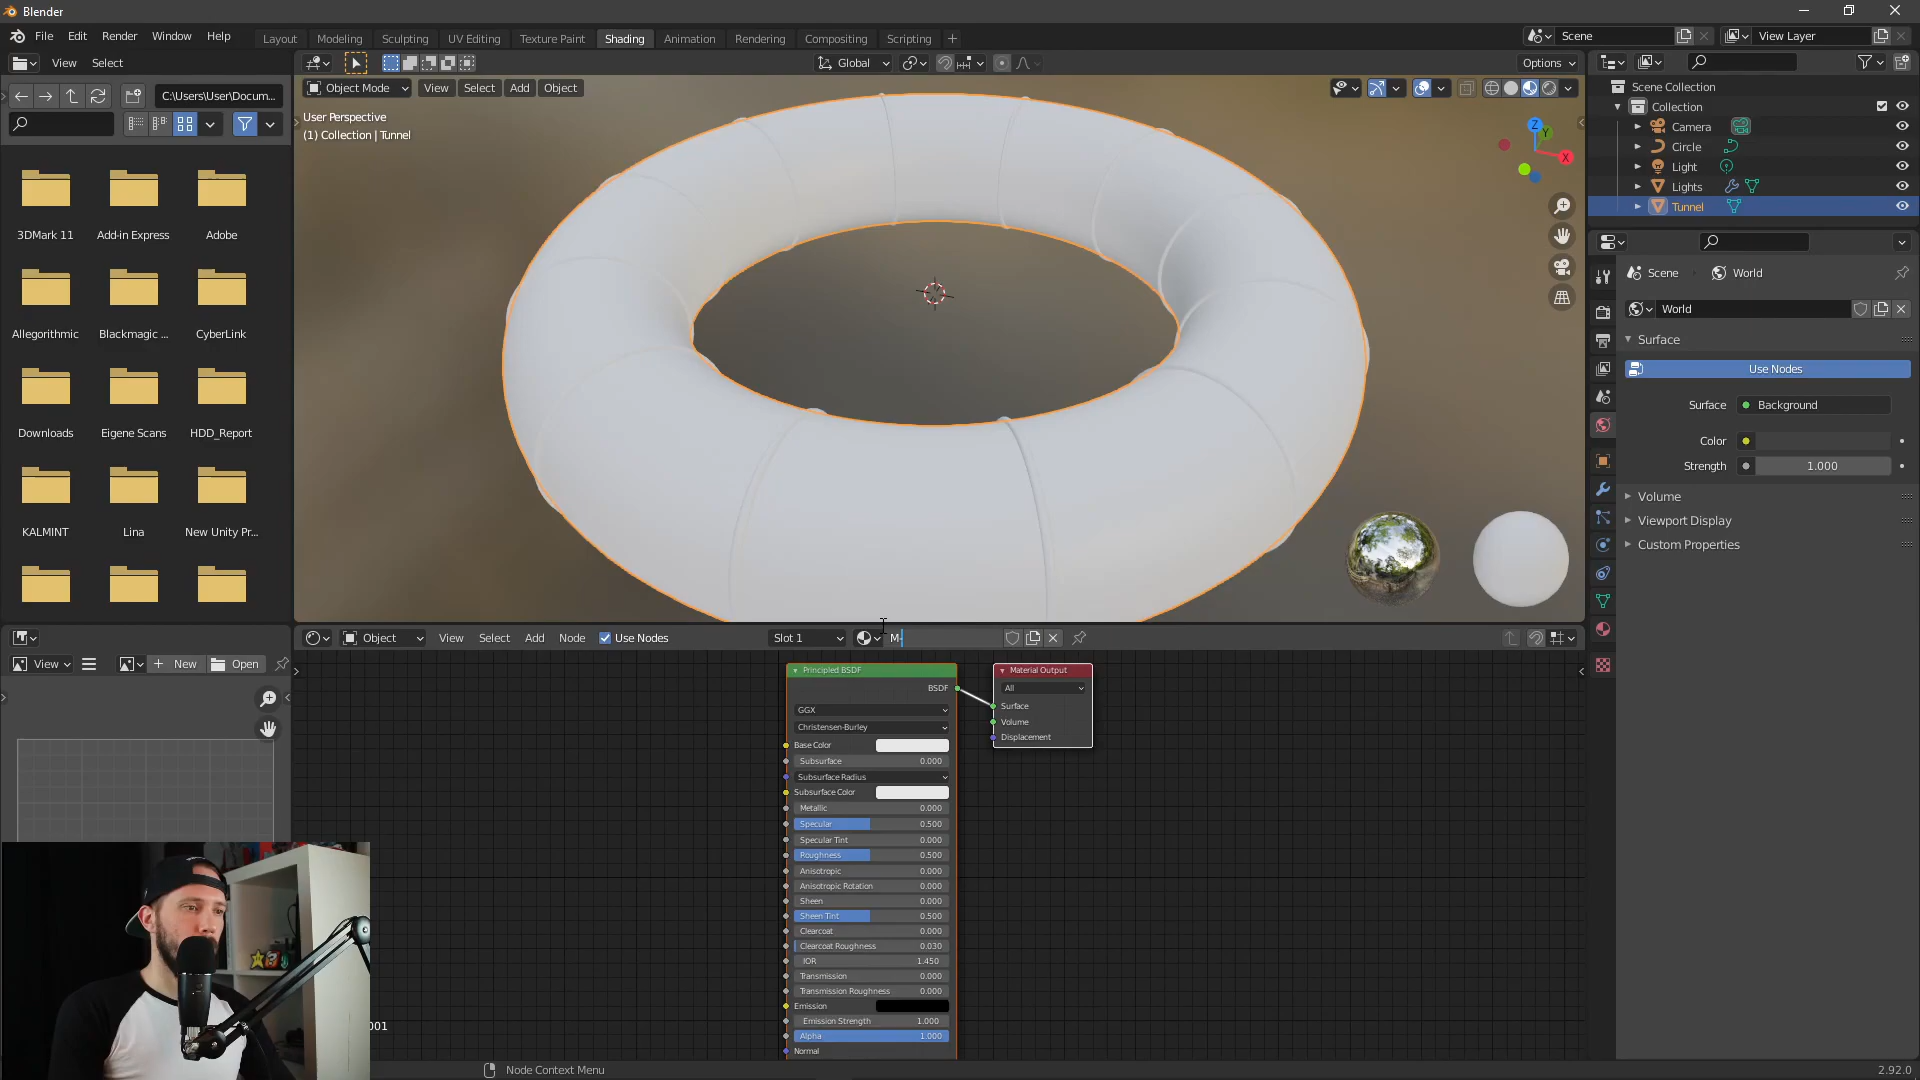 Blender
File Edit Render Window Help
Layout Modeling Sculpting UV Editing Texture Paint Shading Animation Rendering Compositing Scripting
Scene View Layer
View Select
Global Options
C:\Users\User\Docum...
Object Mode View Select Add Object
User Perspective
(1) Collection | Tunnel
Z
Y
X
3DMark 11 Add-in Express Adobe
Allegorithmic Blackmagic ... CyberLink
Downloads Eigene Scans HDD_Report
KALMINT Lina New Unity Pr...
Scene Collection
Collection
Camera
Circle
Light
Lights
Tunnel
Scene World
World
Surface
Use Nodes
Surface Background
Color
Strength 1.000
Volume
Viewport Display
Custom Properties
Object View Select Add Node Use Nodes Slot 1 M-
View New Open
Principled BSDF
BSDF
GGX
Christensen-Burley
Base Color
Subsurface 0.000
Subsurface Radius
Subsurface Color
Metallic 0.000
Specular 0.500
Specular Tint 0.000
Roughness 0.500
Anisotropic 0.000
Anisotropic Rotation 0.000
Sheen 0.000
Sheen Tint 0.500
Clearcoat 0.000
Clearcoat Roughness 0.030
IOR 1.450
Transmission 0.000
Transmission Roughness 0.000
Emission
Emission Strength 1.000
Alpha 1.000
Normal
Material Output
All
Surface
Volume
Displacement
001
Node Context Menu 2.92.0